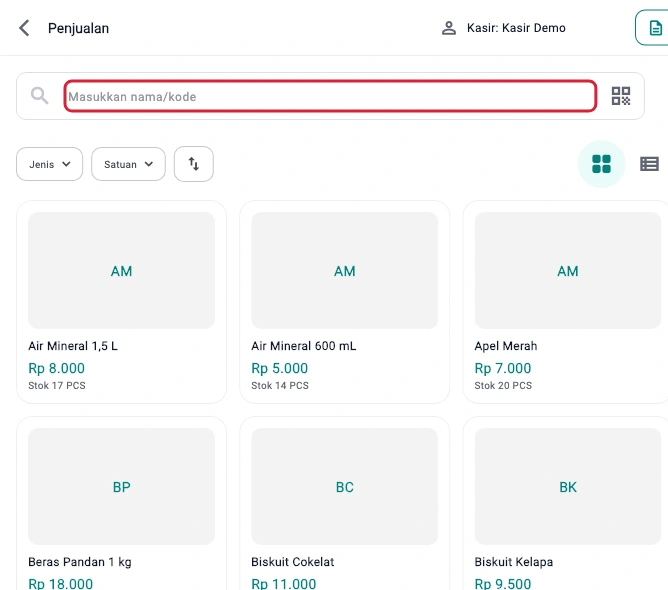 Penjualan
Kasir: Kasir Demo
Masukkan nama/kode
Jenis
Satuan
AM
AM
AM
Air Mineral 1,5 L
Air Mineral 600 mL
Apel Merah
Rp 8.000
Rp 5.000
Rp 7.000
Stok 17 PCS
Stok 14 PCS
Stok 20 PCS
BP
BC
BK
Beras Pandan 1 kg
Biskuit Cokelat
Biskuit Kelapa
Rp 18.000
Rp 11.000
Rp 9.500